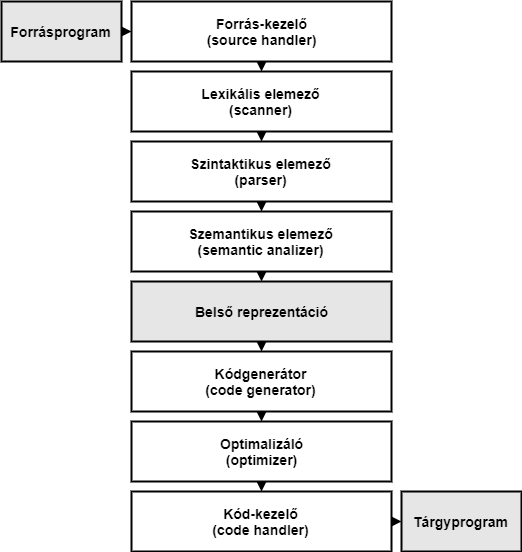 Forrásprogram
Forrás-kezelő
(source handler)
Lexikális elemező
(scanner)
Szintaktikus elemező
(parser)
Szemantikus elemező
(semantic analizer)
Belső reprezentáció
Kódgenerátor
(code generator)
Optimalizáló
(optimizer)
Kód-kezelő
(code handler)
Tárgyprogram